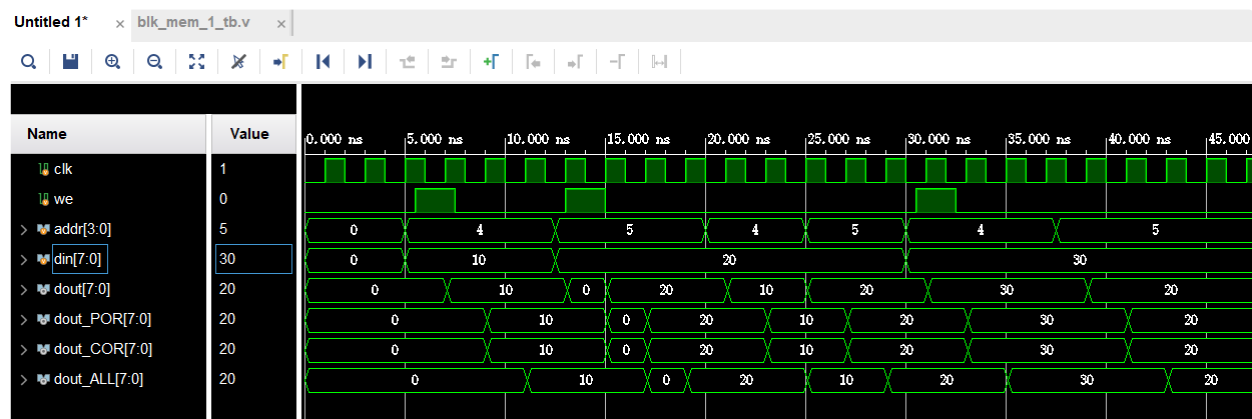 Untitled 1* × blk_mem_1_tb.v ×
Name Value
0.000 ns 5.000 ns 10.000 ns 15.000 ns 20.000 ns 25.000 ns 30.000 ns 35.000 ns 40.000 ns 45.000
clk 1
we 0
addr[3:0] 5 0 4 5 4 5 4 5
din[7:0] 30 0 10 20 30
dout[7:0] 20 0 10 0 20 10 20 30 20
dout_POR[7:0] 20 0 10 0 20 10 20 30 20
dout_COR[7:0] 20 0 10 0 20 10 20 30 20
dout_ALL[7:0] 20 0 10 0 20 10 20 30 20